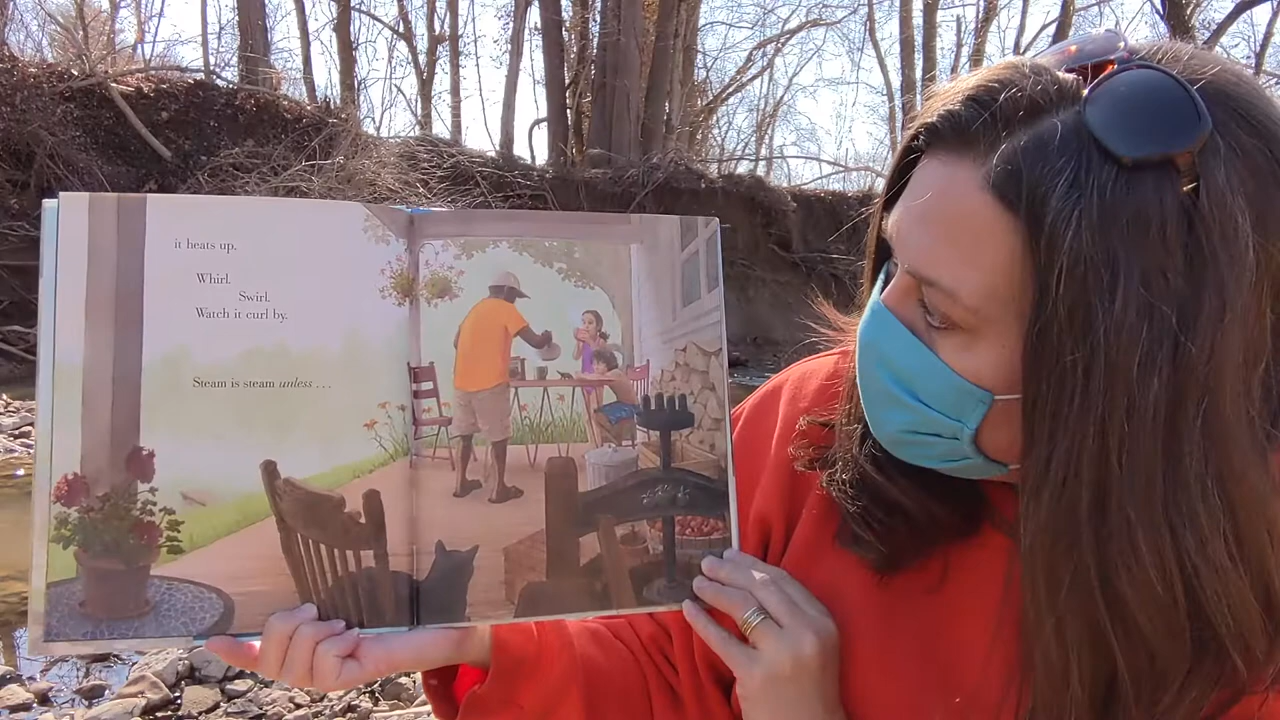 it heats up.
Whirl.
Swirl.
Watch it curl by.
Steam is steam unless . . .